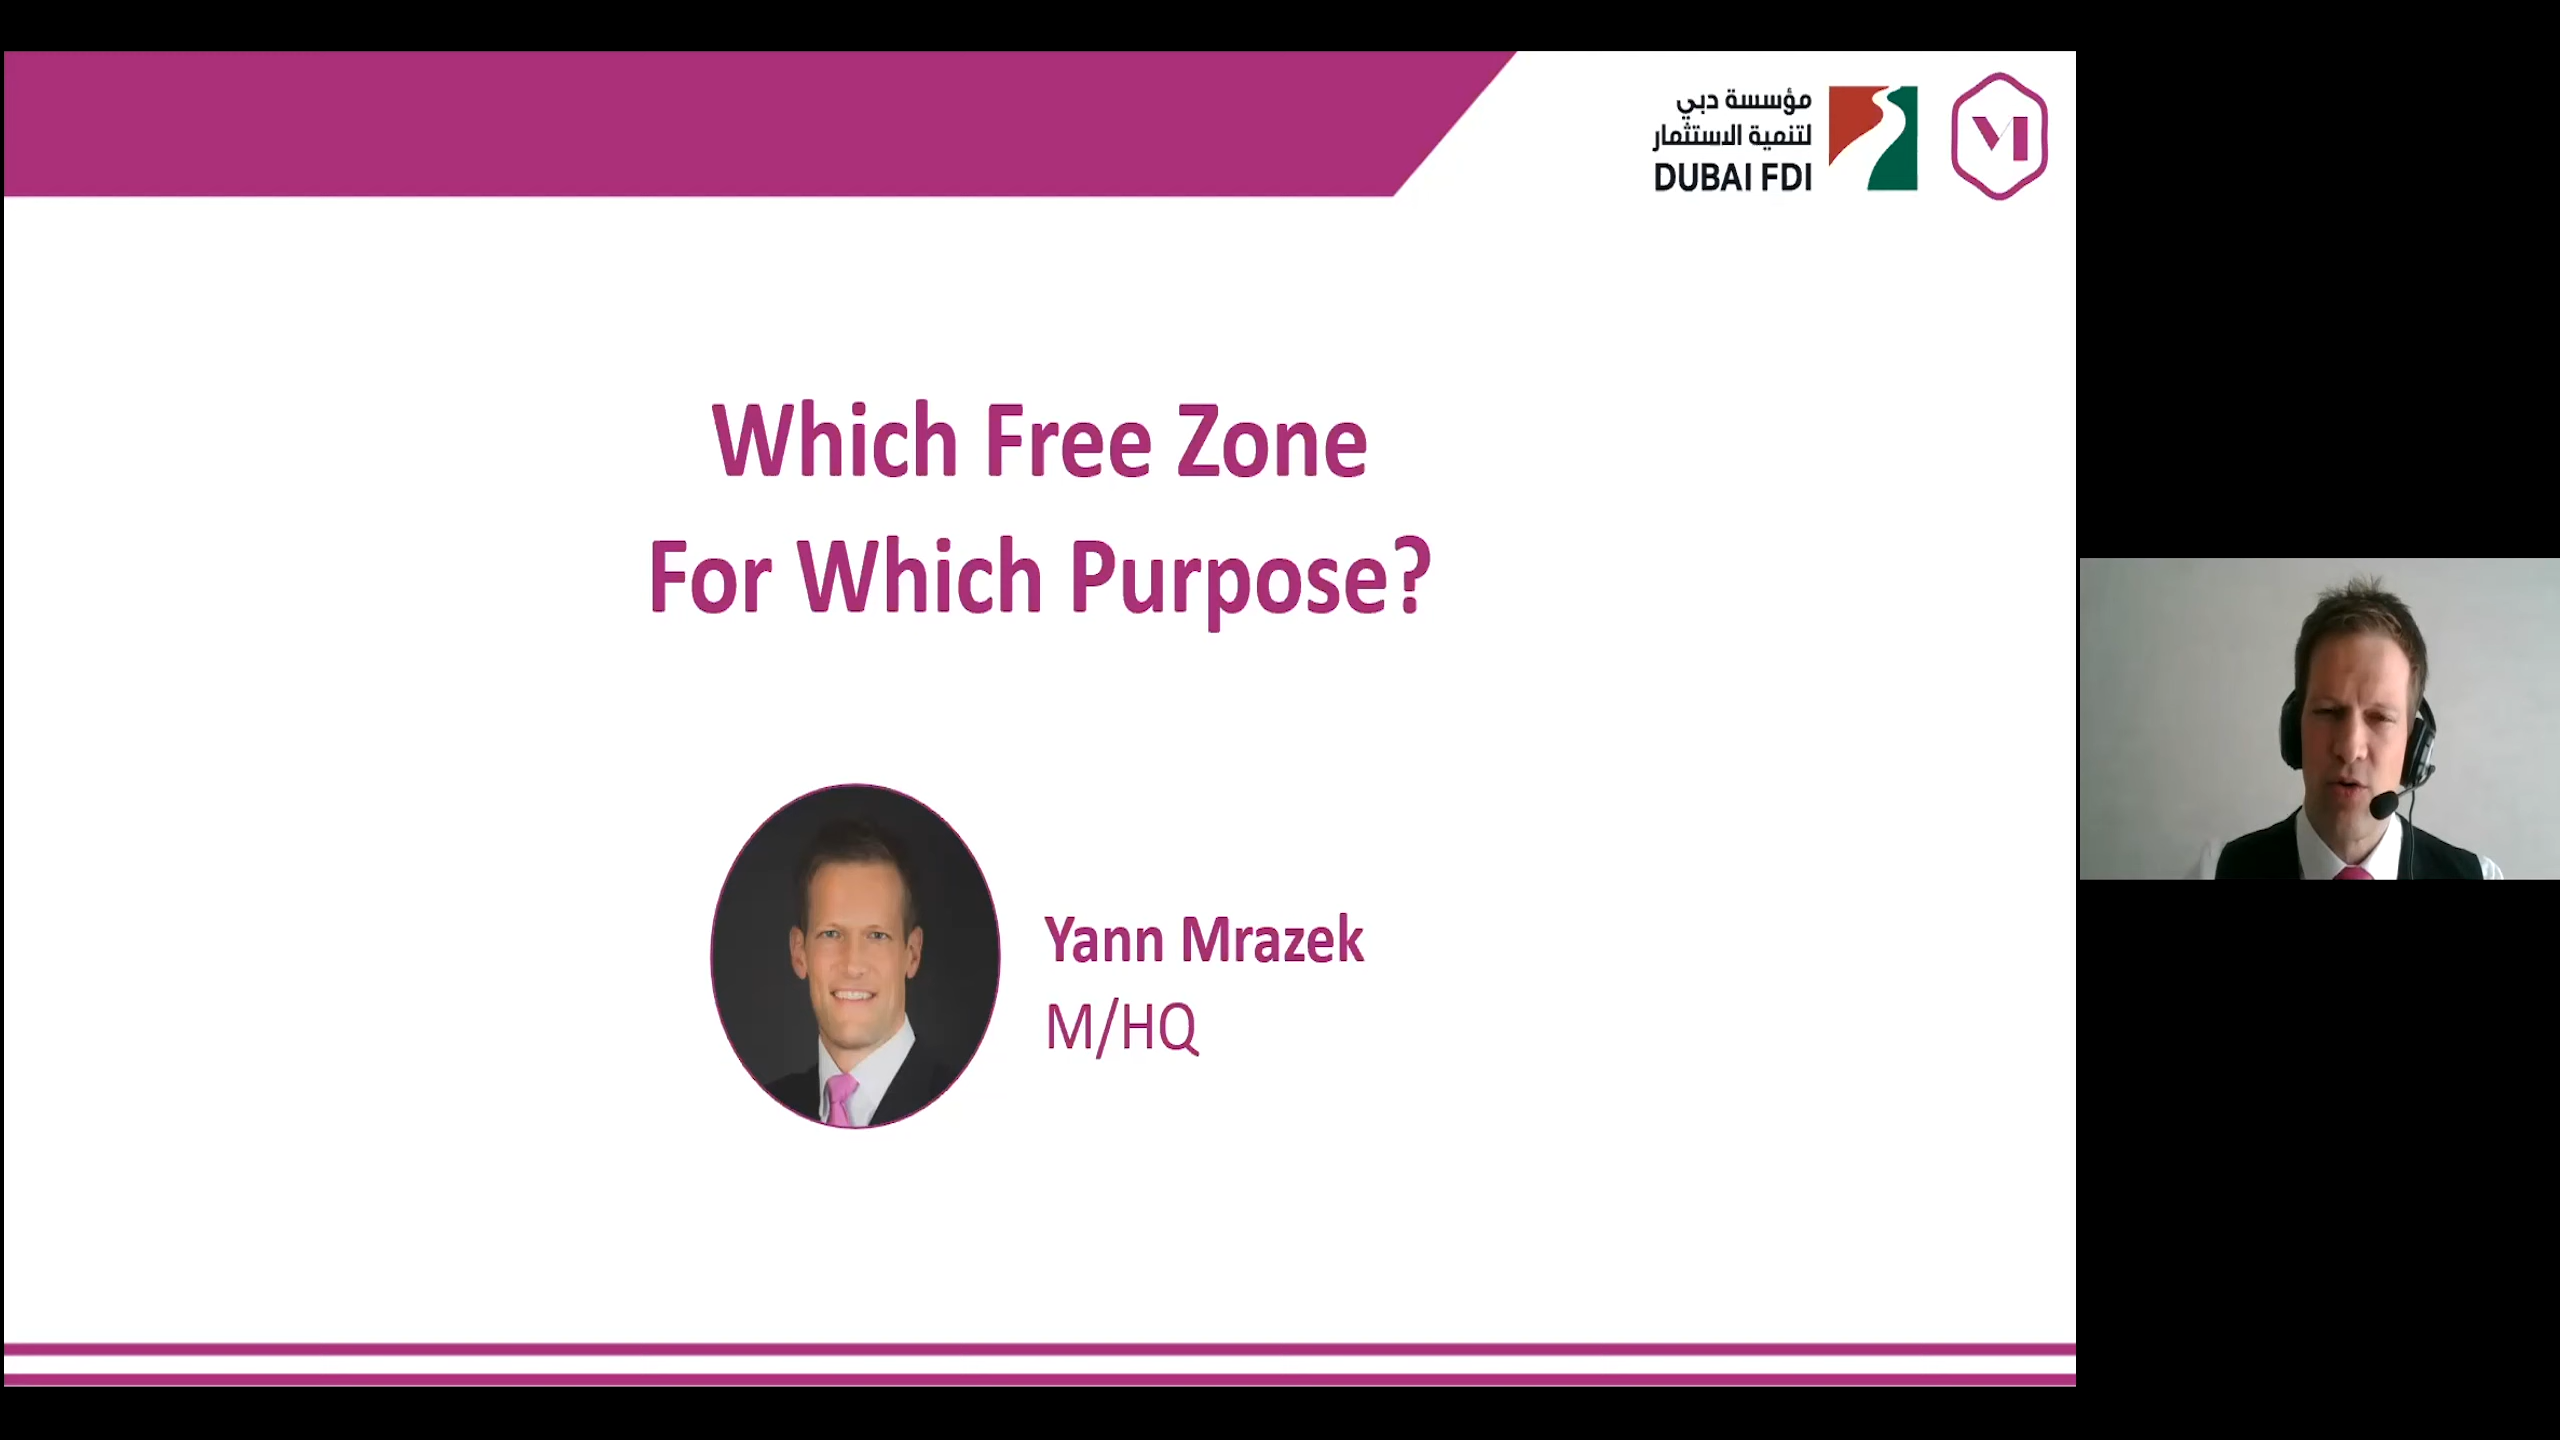 مؤسسة دبي
لتنمية الاستثمار
DUBAI FDI
Which Free Zone
For Which Purpose?
Yann Mrazek
M/HQ